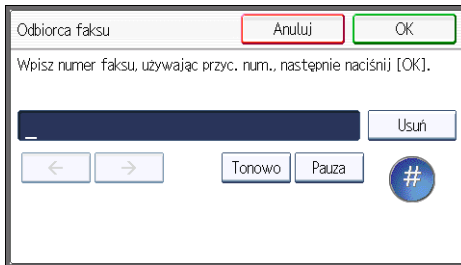 Odbiorca faksu Anuluj OK
Wpisz numer faksu, używając przyc. num., następnie naciśnij [OK].
_ Usuń
← → Tonowo Pauza #